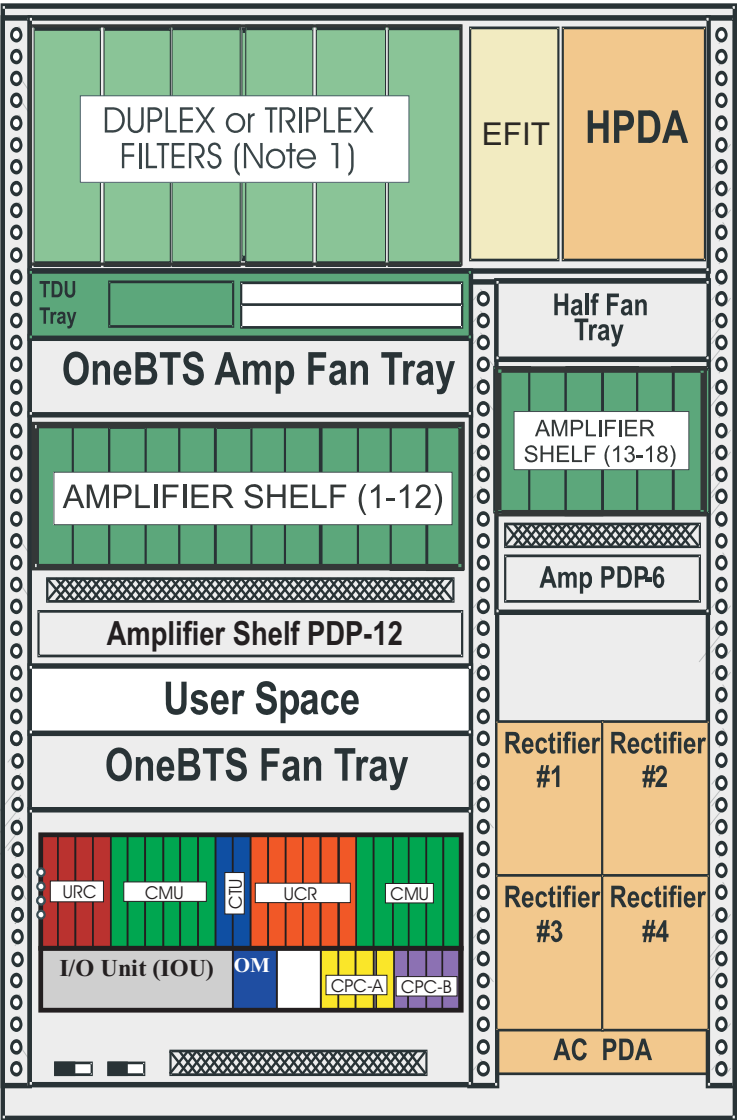 DUPLEX or TRIPLEX
FILTERS (Note 1)
EFIT
HPDA
TDU
Tray
Half Fan
Tray
OneBTS Amp Fan Tray
AMPLIFIER
SHELF (13-18)
AMPLIFIER SHELF (1-12)
Amp PDP-6
Amplifier Shelf PDP-12
User Space
OneBTS Fan Tray
Rectifier
#1
Rectifier
#2
URC
CMU
CTU
UCR
CMU
Rectifier
#3
Rectifier
#4
I/O Unit (IOU)
OM
CPC-A
CPC-B
AC PDA